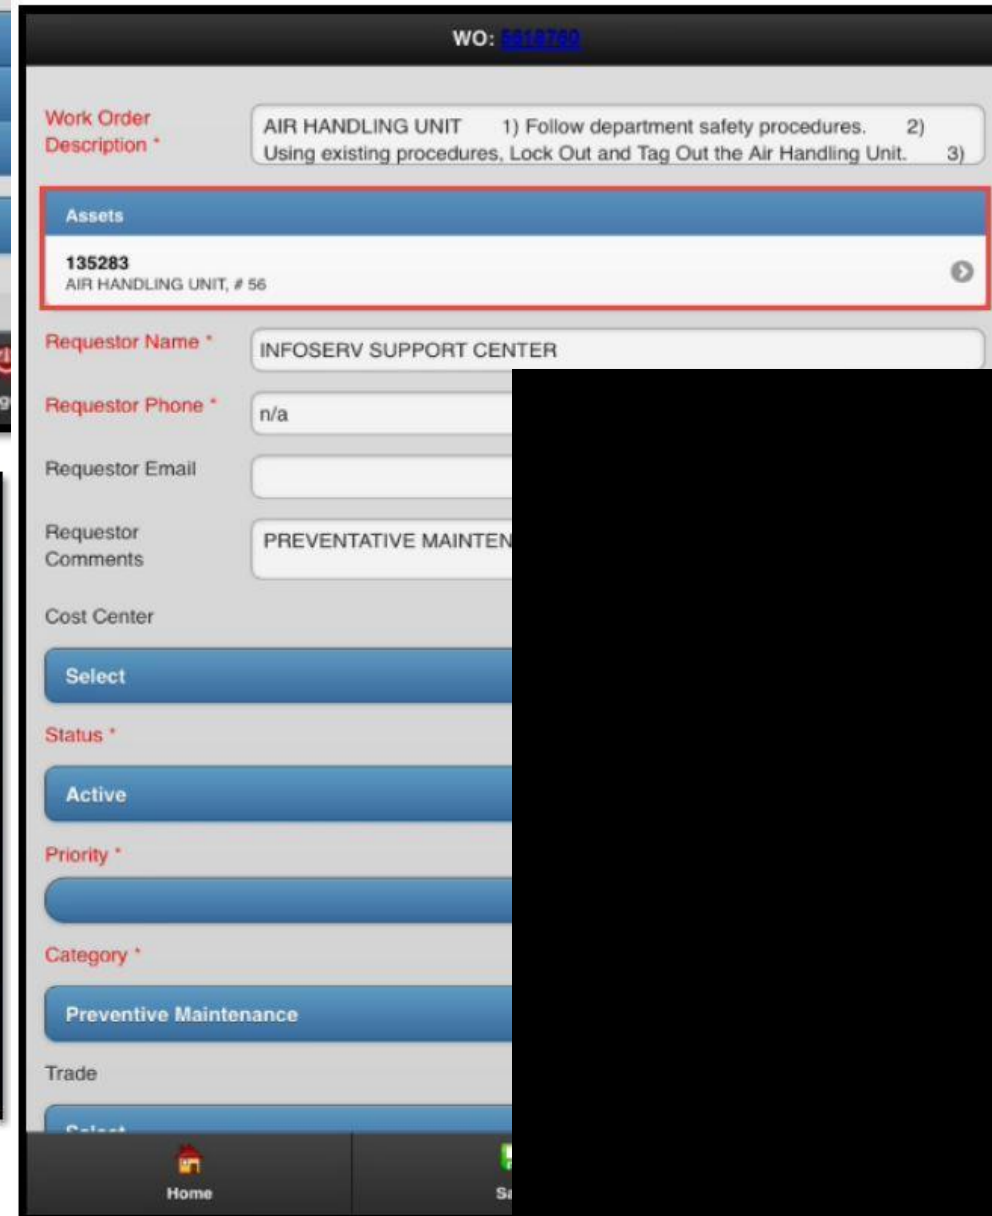 WO: 5618760
Work Order
Description *
AIR HANDLING UNIT 1) Follow department safety procedures. 2)
Using existing procedures, Lock Out and Tag Out the Air Handling Unit. 3)
Assets
135283
AIR HANDLING UNIT, # 56
Requestor Name *
INFOSERV SUPPORT CENTER
Requestor Phone *
n/a
Requestor Email
Requestor
Comments
PREVENTATIVE MAINTEN
Cost Center
Select
Status *
Active
Priority *
Category *
Preventive Maintenance
Trade
Select
Home